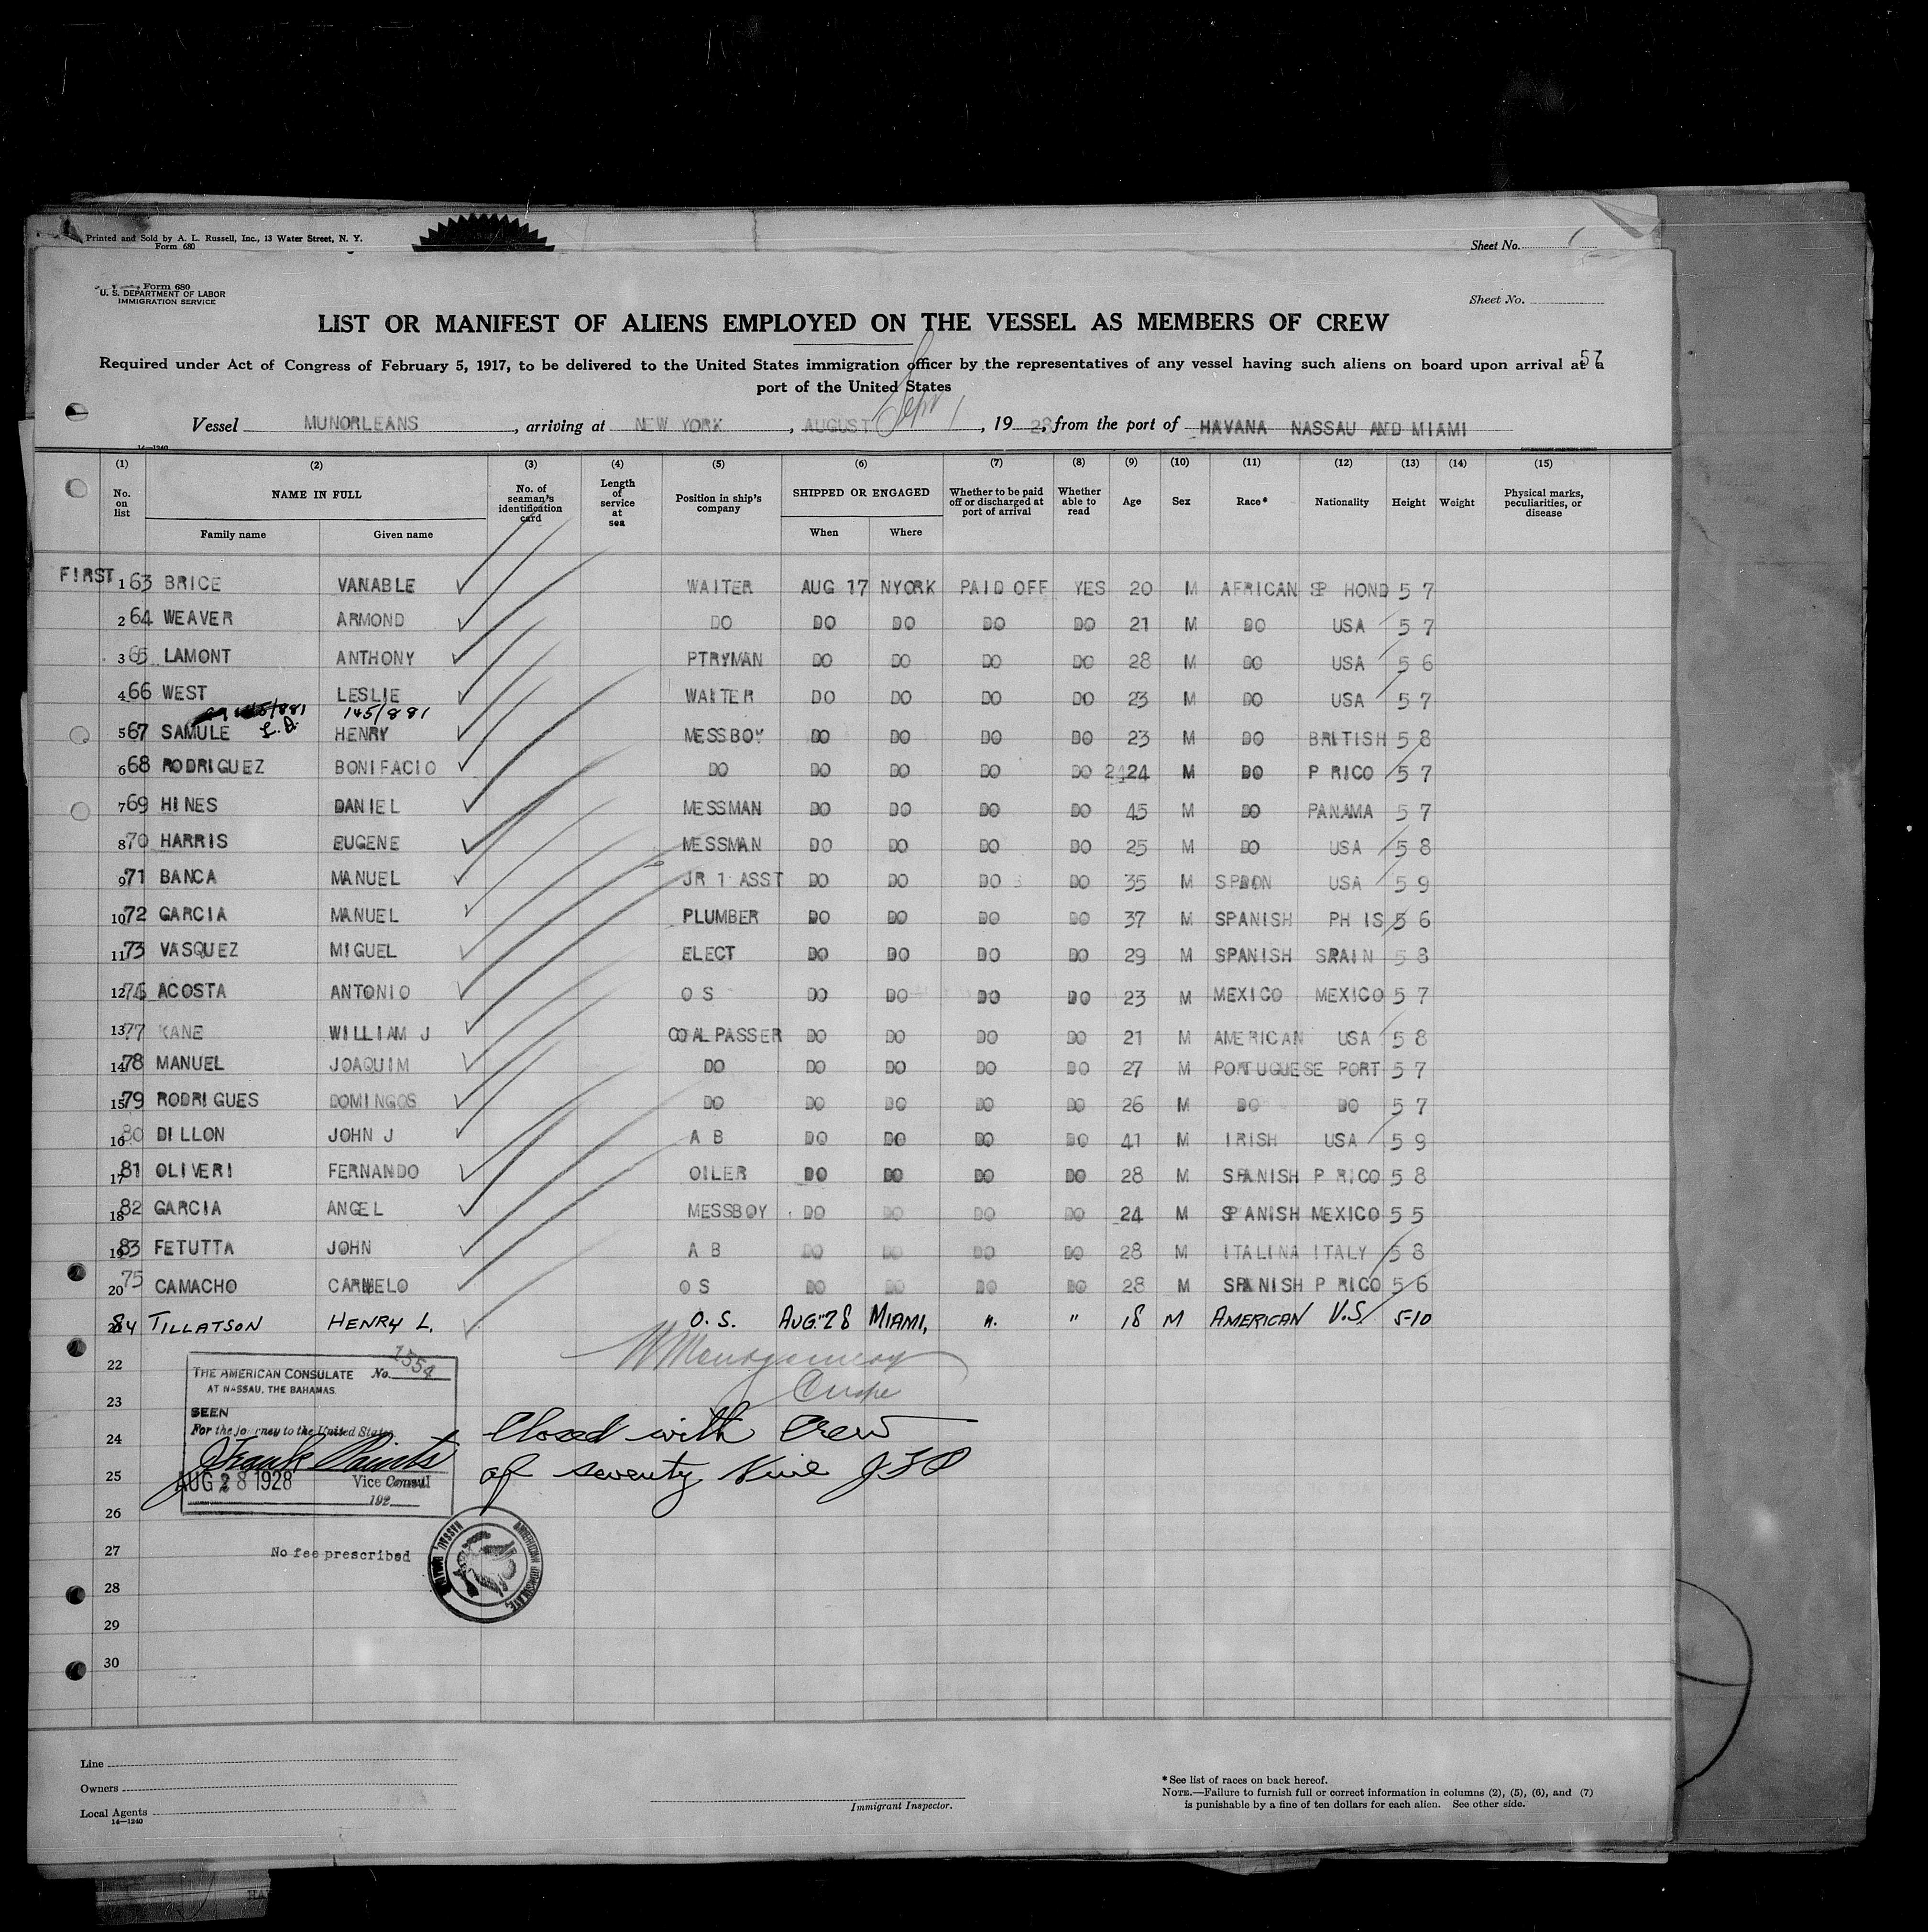 Printed and Sold by A. L. Russell, Inc., 13 Water Street, N. Y.
Form 680
Sheet No.
Form 680
U. S. DEPARTMENT OF LABOR
IMMIGRATION SERVICE
Sheet No.
LIST OR MANIFEST OF ALIENS EMPLOYED ON THE VESSEL AS MEMBERS OF CREW
Required under Act of Congress of February 5, 1917, to be delivered to the United States immigration officer by the representatives of any vessel having such aliens on board upon arrival at a
port of the United States
57
Vessel MUNORLEANS, arriving at NEW YORK, AUGUST Sept 1, 1928, from the port of HAVANA NASSAU AND MIAMI
14—1240
(1) (2) (3) (4) (5) (6) (7) (8) (9) (10) (11) (12) (13) (14) (15)
No. on list NAME IN FULL No. of seaman's identification card Length of service at sea Position in ship's company SHIPPED OR ENGAGED Whether to be paid off or discharged at port of arrival Whether able to read Age Sex Race* Nationality Height Weight Physical marks, peculiarities, or disease
Family name Given name When Where
FIRST 1 63 BRICE VANABLE WAITER AUG 17 NYORK PAID OFF YES 20 M AFRICAN SP HOND 5 7
2 64 WEAVER ARMOND DO DO DO DO DO 21 M DO USA 5 7
3 65 LAMONT ANTHONY PTRYMAN DO DO DO DO 28 M DO USA 5 6
4 66 WEST LESLIE WAITER DO DO DO DO 23 M DO USA 5 7
145/881
5 67 SAMULE L.D. HENRY MESSBOY DO DO DO DO 23 M DO BRITISH 5 8
6 68 RODRIGUEZ BONIFACIO DO DO DO DO DO 24 M DO P RICO 5 7
7 69 HINES DANIEL MESSMAN DO DO DO DO 45 M DO PANAMA 5 7
8 70 HARRIS EUGENE MESSMAN DO DO DO DO 25 M DO USA 5 8
9 71 BANCA MANUEL JR 1 ASST DO DO DO DO 35 M USA 5 9
10 72 GARCIA MANUEL PLUMBER DO DO DO DO 37 M SPANISH PH IS 5 6
11 73 VASQUEZ MIGUEL ELECT DO DO DO DO 29 M SPANISH SPAIN 5 8
12 ACOSTA ANTONIO O S DO DO DO DO 23 M MEXICO MEXICO 5 7
13 77 KANE WILLIAM J COAL PASSER DO DO DO DO 21 M AMERICAN USA 5 8
14 78 MANUEL JOAQUIM DO DO DO DO DO 27 M PORTUGUESE PORT 5 7
15 79 RODRIGUES DOMINGOS DO DO DO DO DO 26 M DO DO 5 7
16 80 DILLON JOHN J A B DO DO DO DO 41 M IRISH USA 5 9
17 81 OLIVERI FERNANDO OILER DO DO DO DO 28 M SPANISH P RICO 5 8
18 82 GARCIA ANGEL MESSBOY DO DO DO DO 24 M SPANISH MEXICO 5 5
19 83 FETUTTA JOHN A B DO DO DO DO 28 M ITALINA ITALY 5 8
20 75 CAMACHO CARMELO O S DO DO DO DO 28 M SPANISH P RICO 5 6
84 TILLATSON HENRY L. O. S. AUG. 28 MIAMI, " " 18 M AMERICAN U.S. 5-10
22
23
24
25
26
27
28
29
30
THE AMERICAN CONSULATE No. 1554
AT NASSAU, THE BAHAMAS.
SEEN
For the journey to the United States
AUG 28 1928 Vice Consul
192
W Montgomery
Closed with Crew
of seventy Nine
No fee prescribed
AMERICAN CONSULATE, NASSAU
Line
Owners
Local Agents
14—1240
Immigrant Inspector.
*See list of races on back hereof.
NOTE.—Failure to furnish full or correct information in columns (2), (5), (6), and (7)
is punishable by a fine of ten dollars for each alien. See other side.